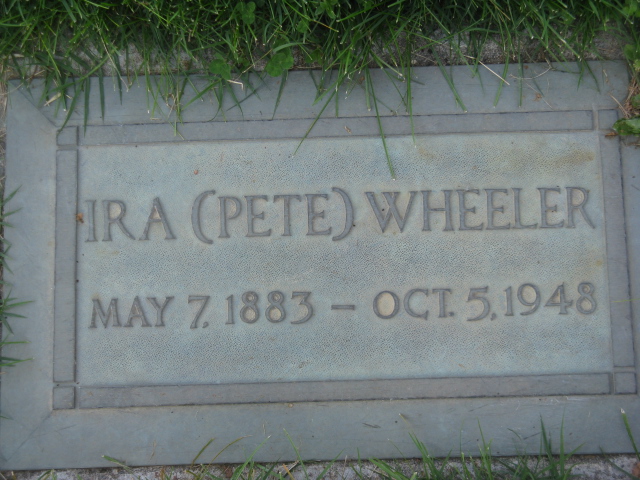 IRA (PETE) WHEELER
MAY 7, 1883 – OCT. 5, 1948